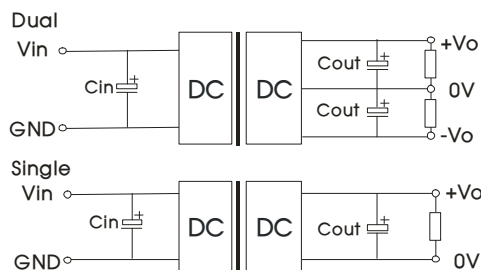 Dual
Vin
+Vo
Cout
+
Cin
+
DC
DC
0V
Cout
+
GND
-Vo
Single
Vin
+Vo
Cin
+
DC
DC
Cout
+
GND
0V